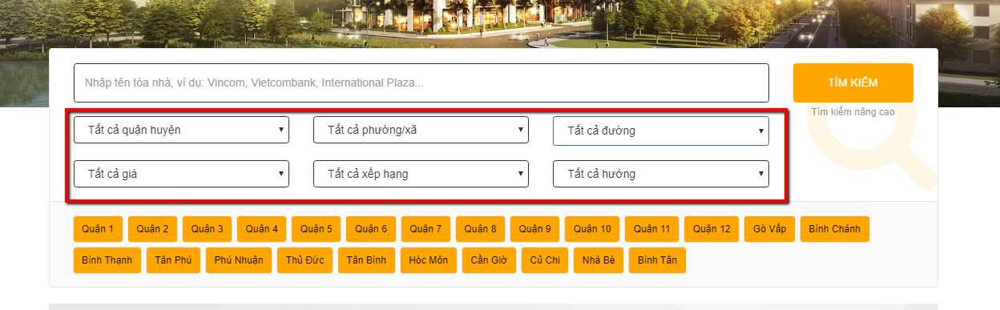 Nhập tên tòa nhà, ví dụ: Vincom, Vietcombank, International Plaza...
TÌM KIẾM
Tìm kiếm nâng cao
Tất cả quận huyện
Tất cả phường/xã
Tất cả đường
Tất cả giá
Tất cả xếp hạng
Tất cả hướng
Quận 1 Quận 2 Quận 3 Quận 4 Quận 5 Quận 6 Quận 7 Quận 8 Quận 9 Quận 10 Quận 11 Quận 12 Gò Vấp Bình Chánh
Bình Thạnh Tân Phú Phú Nhuận Thủ Đức Tân Bình Hóc Môn Cần Giờ Củ Chi Nhà Bè Bình Tân